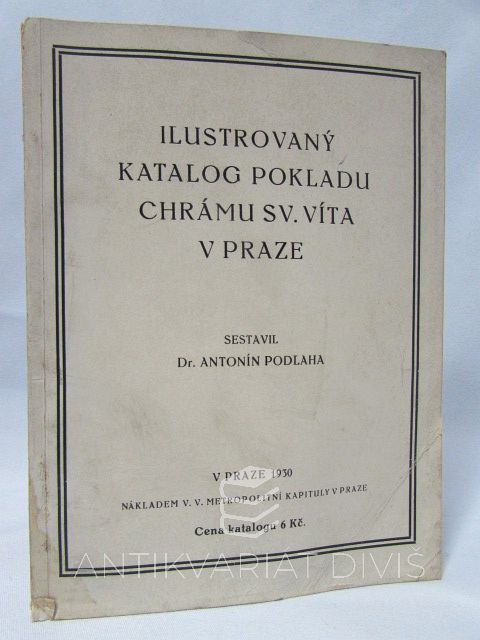 ILUSTROVANÝ
KATALOG POKLADU
CHRÁMU SV. VÍTA
V PRAZE
SESTAVIL
Dr. ANTONÍN PODLAHA
V PRAZE 1930
NÁKLADEM V. V. METROPOLITNÍ KAPITULY V PRAZE
Cena katalogu 6 Kč.
ANTIKVARIAT DIVIŠ